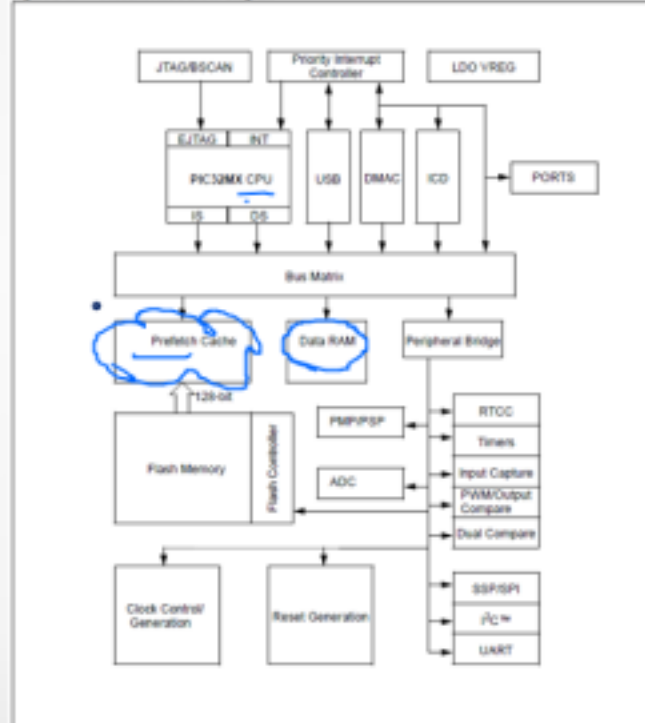 JTAG/BSCAN
Priority Interrupt
Controller
LDO VREG
EJTAG
INT
PIC32MX CPU
IS
DS
USB
DMAC
ICD
PORTS
Bus Matrix
Prefetch Cache
Data RAM
Peripheral Bridge
128-bit
Flash Memory
Flash Controller
PMP/PSP
ADC
RTCC
Timers
Input Capture
PWM/Output
Compare
Dual Compare
Clock Control/
Generation
Reset Generation
SSP/SPI
I²C™
UART